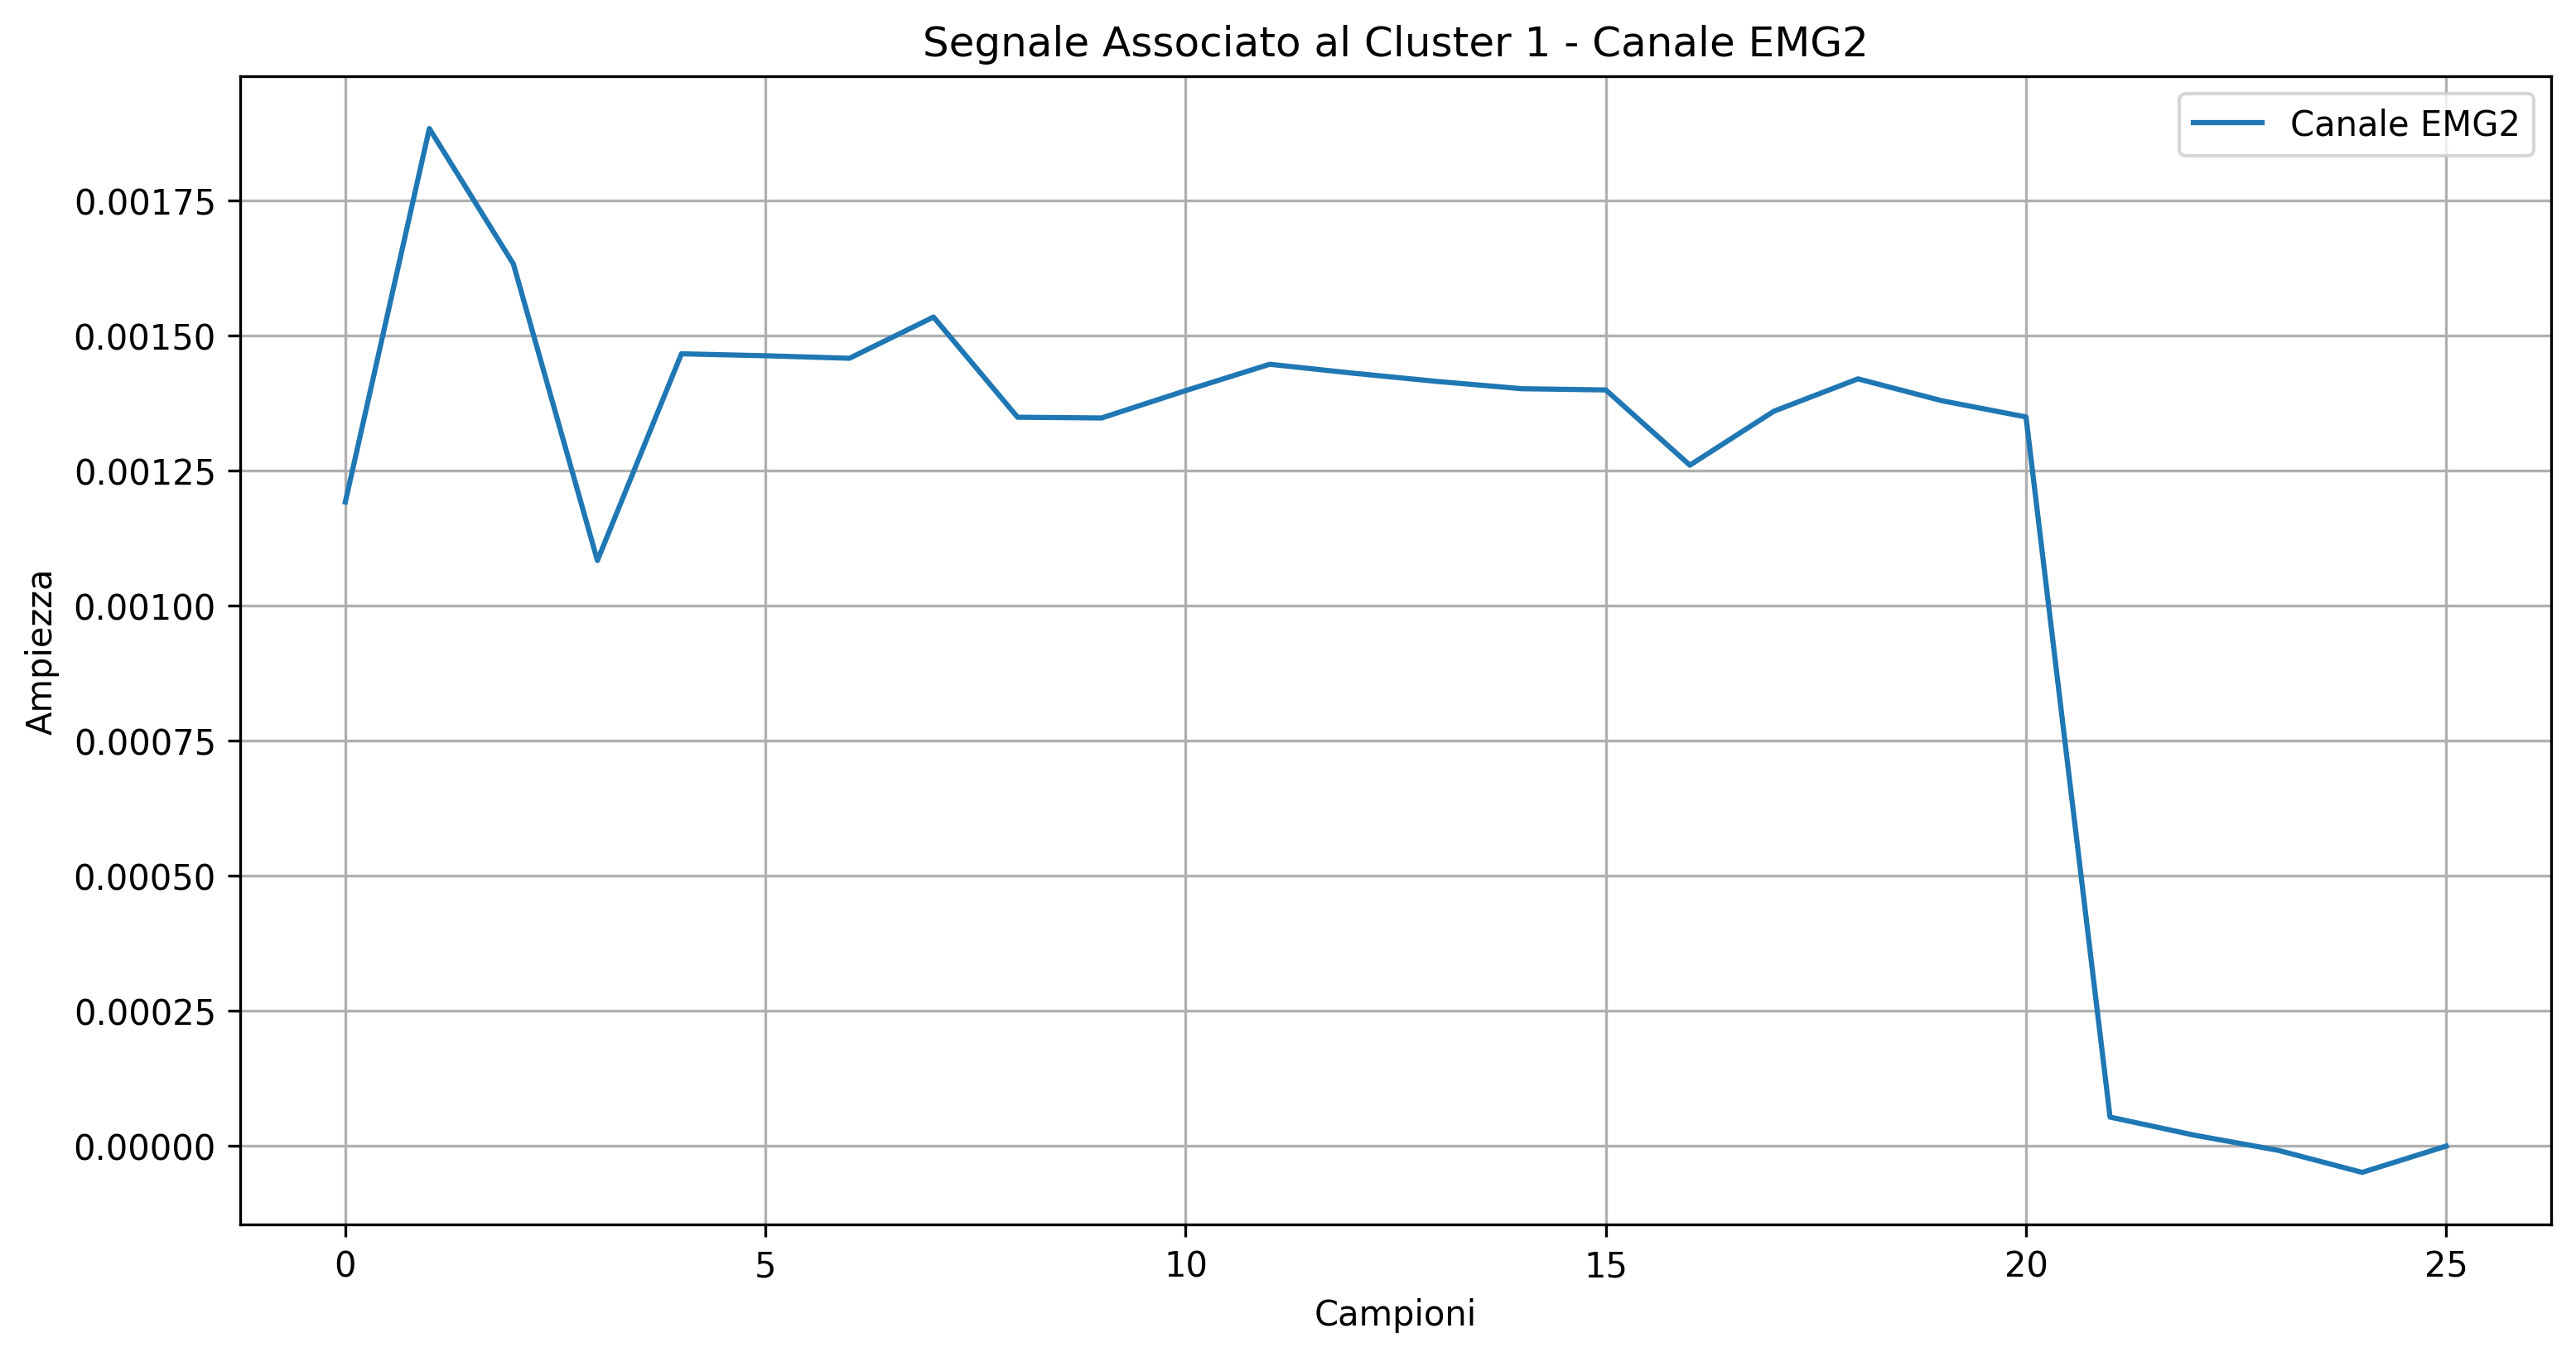 Segnale Associato al Cluster 1 - Canale EMG2
Canale EMG2
0.00175
0.00150
0.00125
0.00100
0.00075
0.00050
0.00025
0.00000
Ampiezza
0 5 10 15 20 25
Campioni